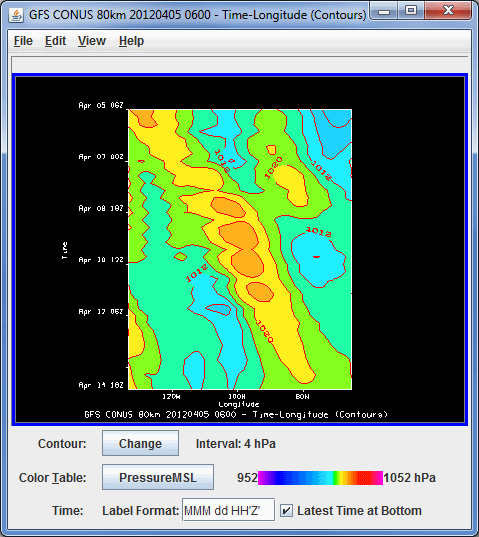 GFS CONUS 80km 20120405 0600 - Time-Longitude (Contours)
File Edit View Help
Apr 05 06Z
Apr 07 00Z
Apr 08 18Z
Apr 10 12Z
Apr 12 06Z
Apr 14 18Z
Time
1012
1020
1012
1012
1012
1020
120W 100W 80W
Longitude
GFS CONUS 80km 20120405 0600 - Time-Longitude (Contours)
Contour: Change Interval: 4 hPa
Color Table: PressureMSL 952 1052 hPa
Time: Label Format: MMM dd HH'Z' Latest Time at Bottom